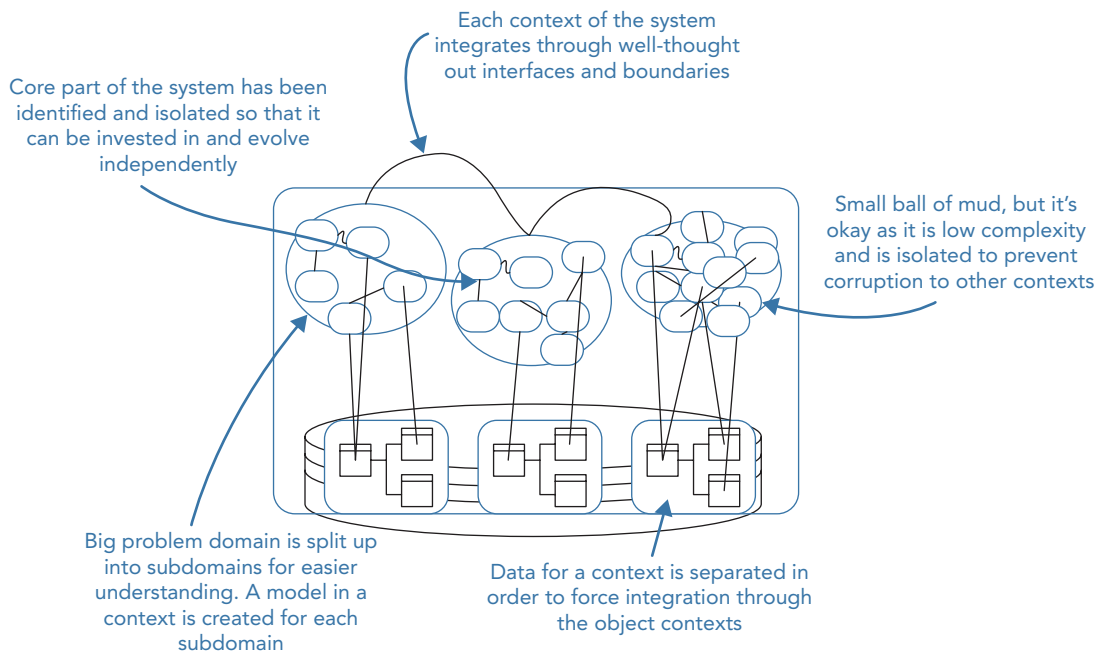 Each context of the system
integrates through well-thought
out interfaces and boundaries
Core part of the system has been
identified and isolated so that it
can be invested in and evolve
independently
Small ball of mud, but it’s
okay as it is low complexity
and is isolated to prevent
corruption to other contexts
Big problem domain is split up
into subdomains for easier
understanding. A model in a
context is created for each
subdomain
Data for a context is separated in
order to force integration through
the object contexts